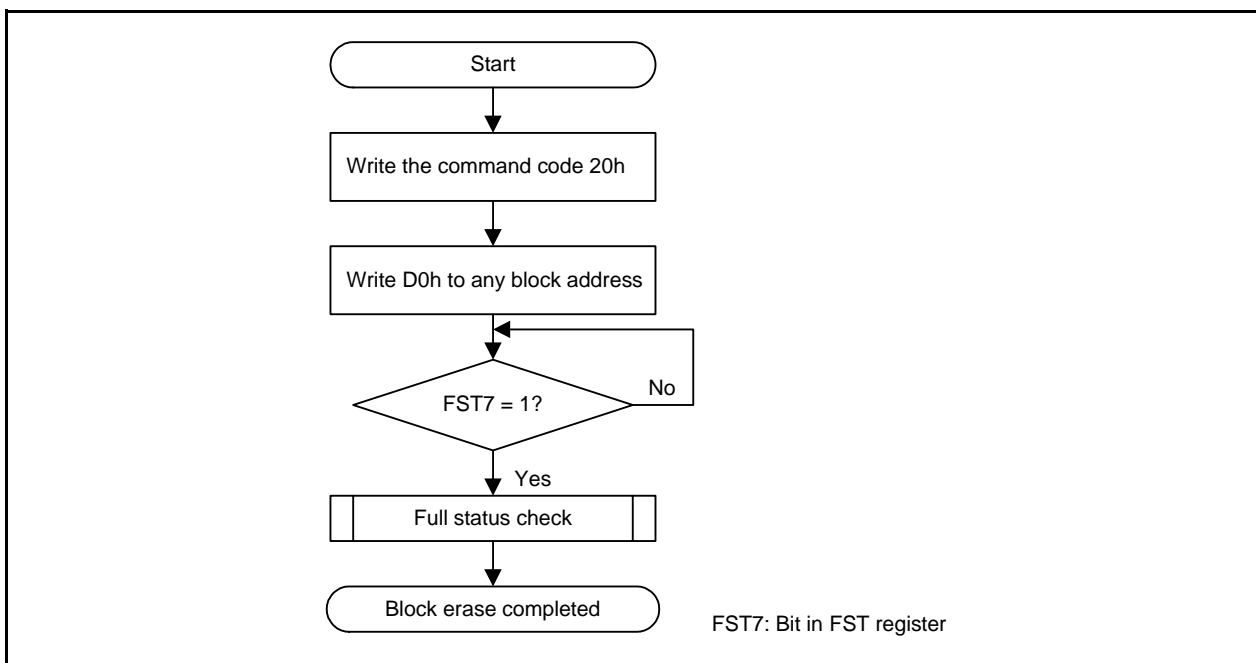 Start
Write the command code 20h
Write D0h to any block address
FST7 = 1?
No
Yes
Full status check
Block erase completed
FST7: Bit in FST register